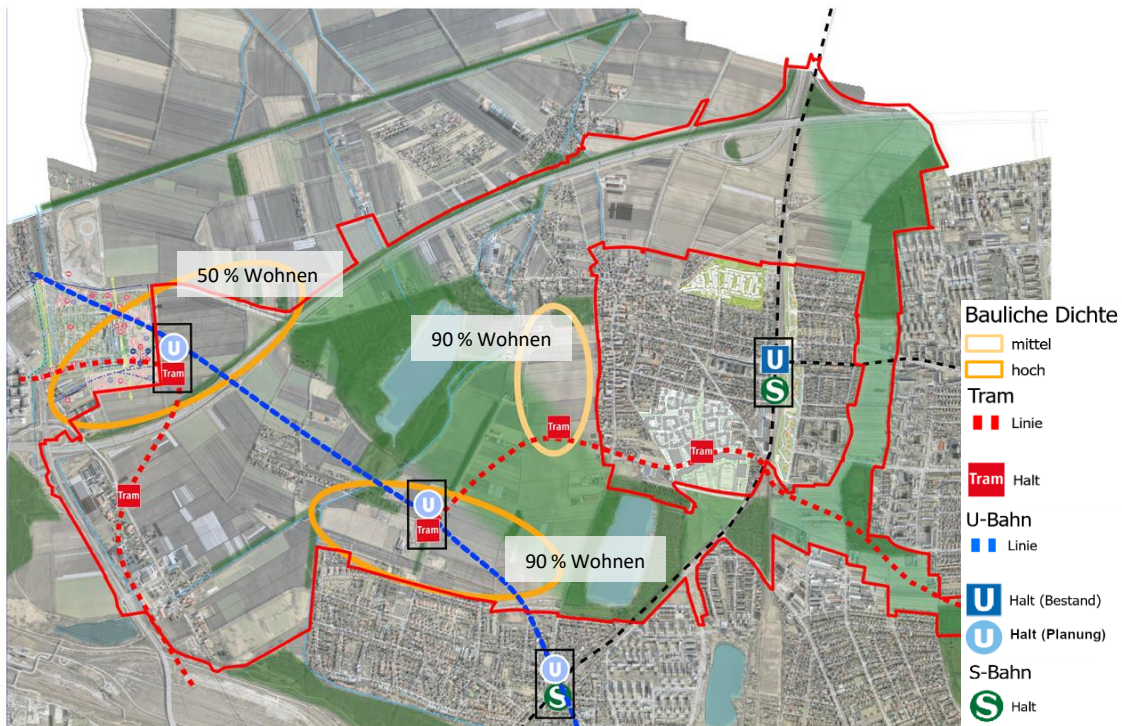 50 % Wohnen
90 % Wohnen
U
Tram
U
S
Tram
Tram
Tram
U
Tram
90 % Wohnen
U
S
Bauliche Dichte
mittel
hoch
Tram
Linie
Tram Halt
U-Bahn
Linie
U Halt (Bestand)
U Halt (Planung)
S-Bahn
S Halt